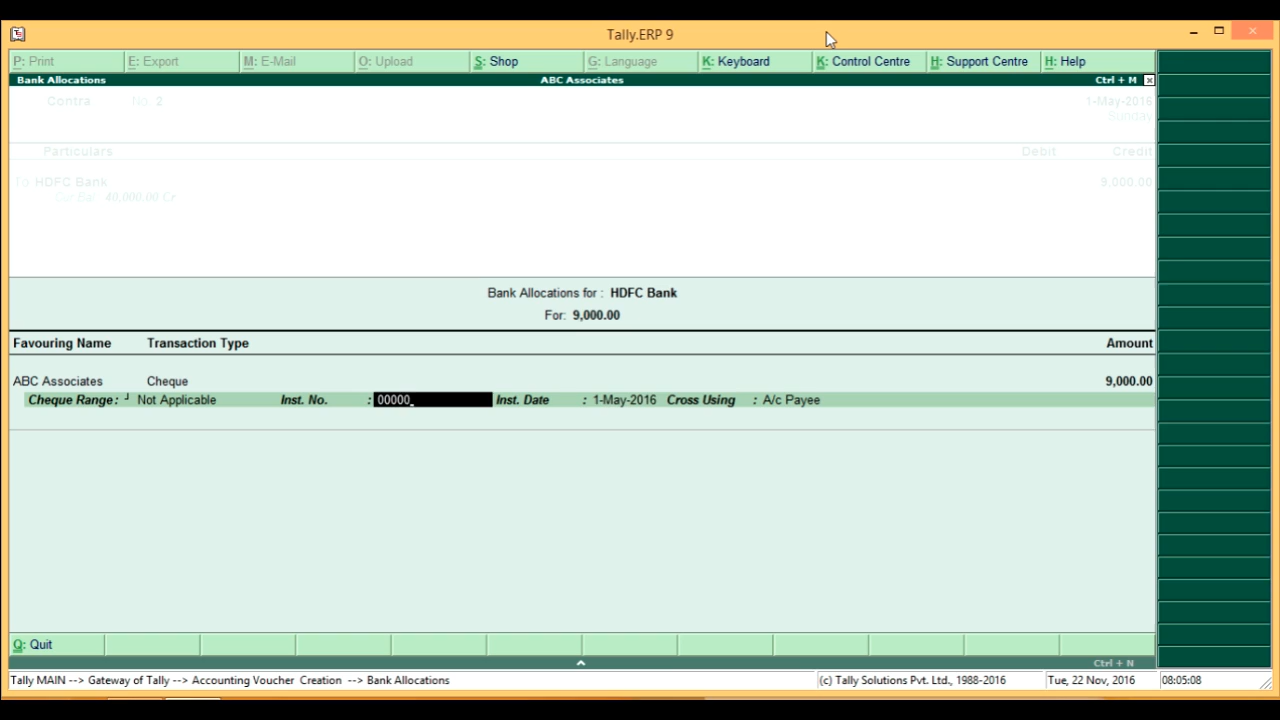 Tally.ERP 9
P: Print E: Export M: E-Mail O: Upload S: Shop G: Language K: Keyboard K: Control Centre H: Support Centre H: Help
Bank Allocations ABC Associates Ctrl + M
Contra No. 2 1-May-2016
Sunday
Particulars Debit Credit
To HDFC Bank 9,000.00
Cur Bal: 40,000.00 Cr
Bank Allocations for : HDFC Bank
For: 9,000.00
Favouring Name Transaction Type Amount
ABC Associates Cheque 9,000.00
Cheque Range: ┘ Not Applicable Inst. No. : 00000_ Inst. Date : 1-May-2016 Cross Using : A/c Payee
Q: Quit
Ctrl + N
Tally MAIN --> Gateway of Tally --> Accounting Voucher Creation --> Bank Allocations (c) Tally Solutions Pvt. Ltd., 1988-2016 Tue, 22 Nov, 2016 08:05:08